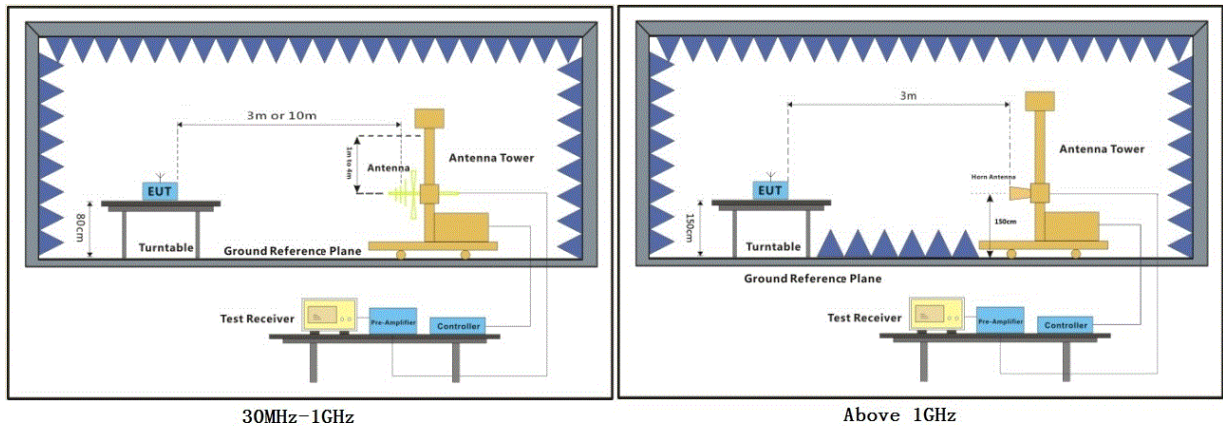 3m or 10m
1m to 4m
Antenna
Antenna Tower
EUT
80cm
Turntable
Ground Reference Plane
Test Receiver
Pre-Amplifier
Controller
30MHz-1GHz
3m
Antenna Tower
Horn Antenna
EUT
150cm
150cm
Turntable
Ground Reference Plane
Test Receiver
Pre-Amplifier
Controller
Above 1GHz